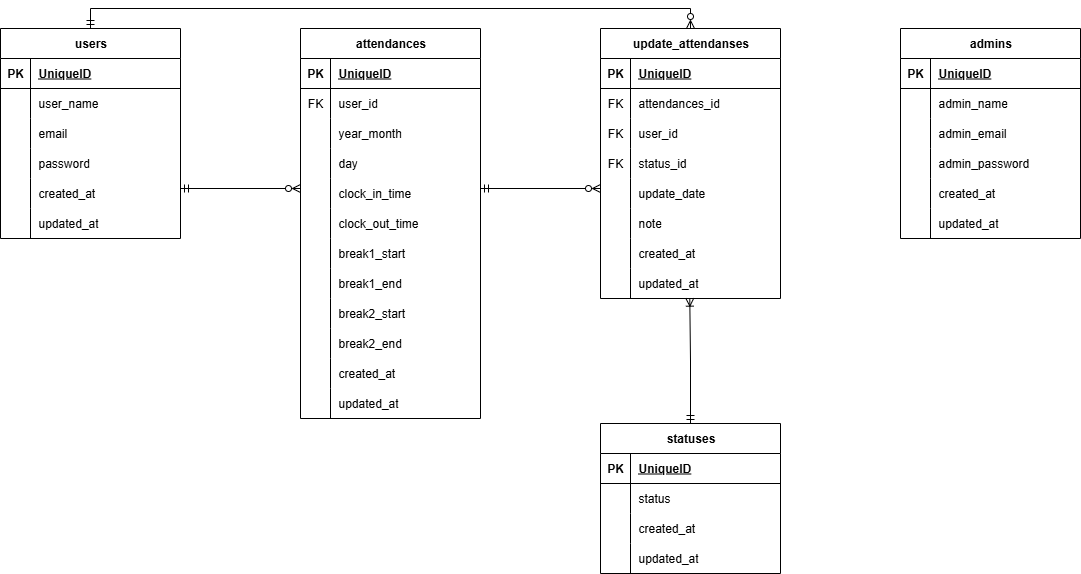 users
PK UniqueID
user_name
email
password
created_at
updated_at
attendances
PK UniqueID
FK user_id
year_month
day
clock_in_time
clock_out_time
break1_start
break1_end
break2_start
break2_end
created_at
updated_at
update_attendanses
PK UniqueID
FK attendances_id
FK user_id
FK status_id
update_date
note
created_at
updated_at
admins
PK UniqueID
admin_name
admin_email
admin_password
created_at
updated_at
statuses
PK UniqueID
status
created_at
updated_at